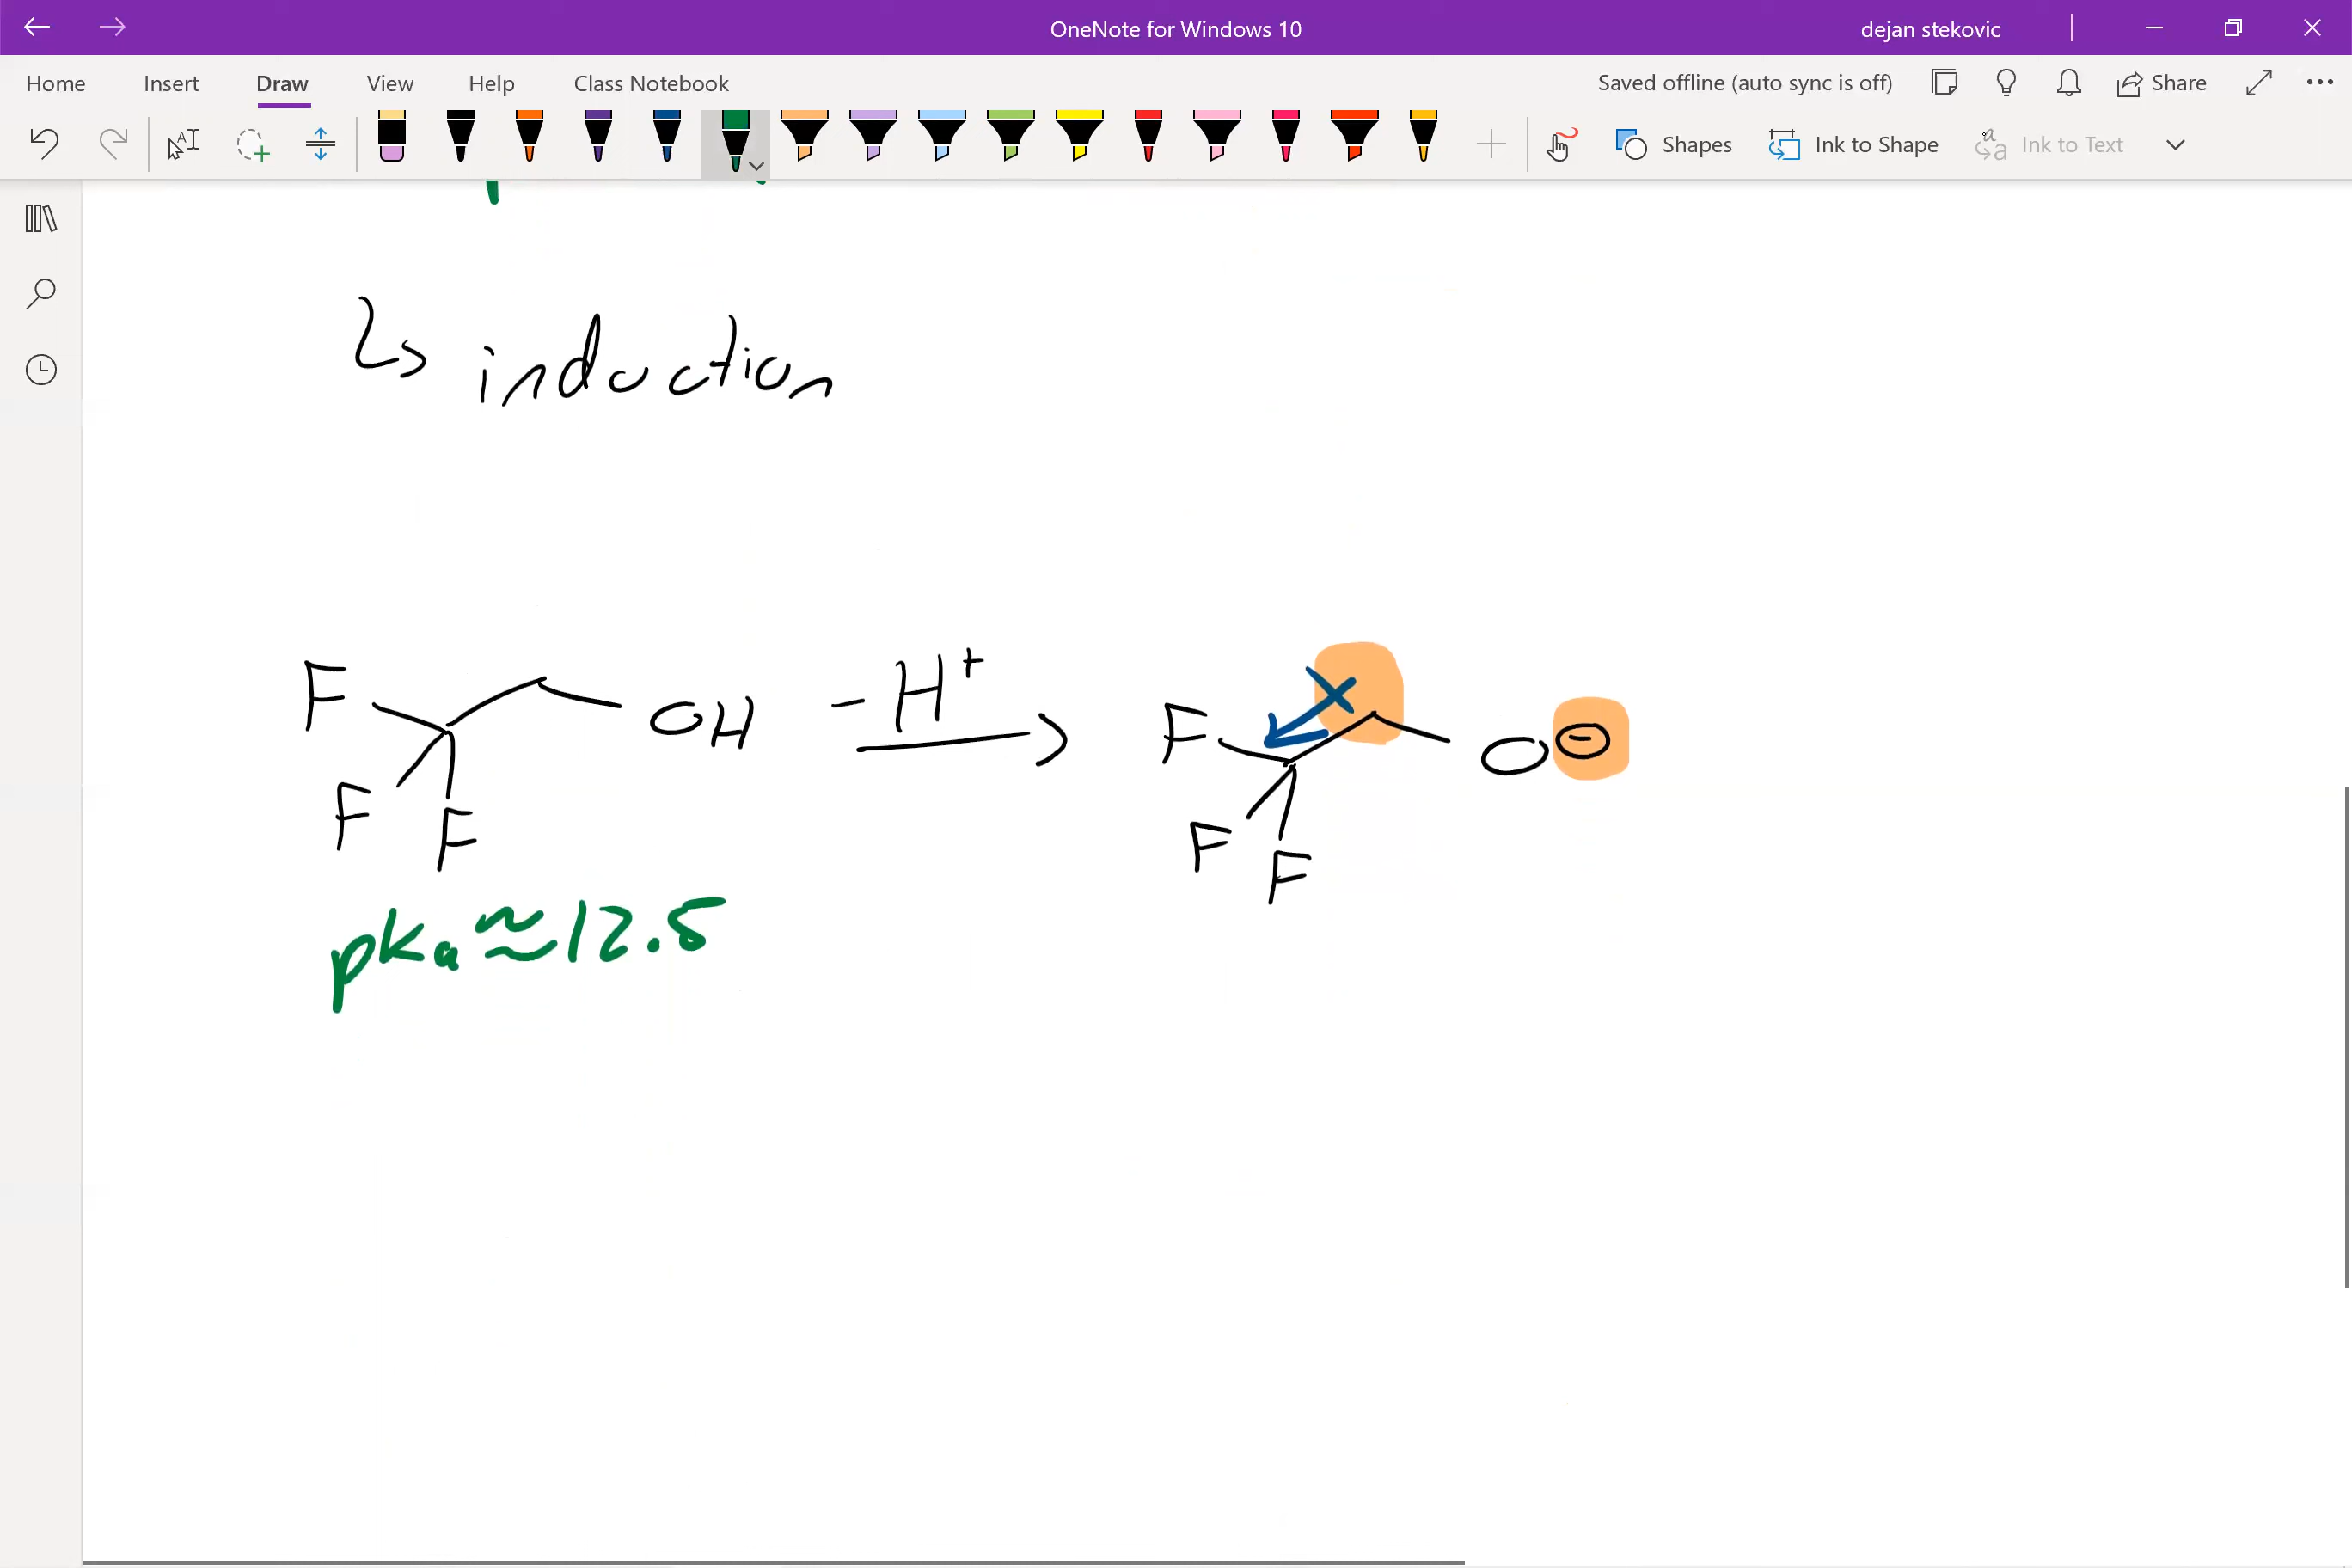 OneNote for Windows 10
dejan stekovic
Home Insert Draw View Help Class Notebook
Saved offline (auto sync is off) Share
Shapes Ink to Shape Ink to Text
induction
F OH -H+ F O⊖
F F F F
pka≈12.5